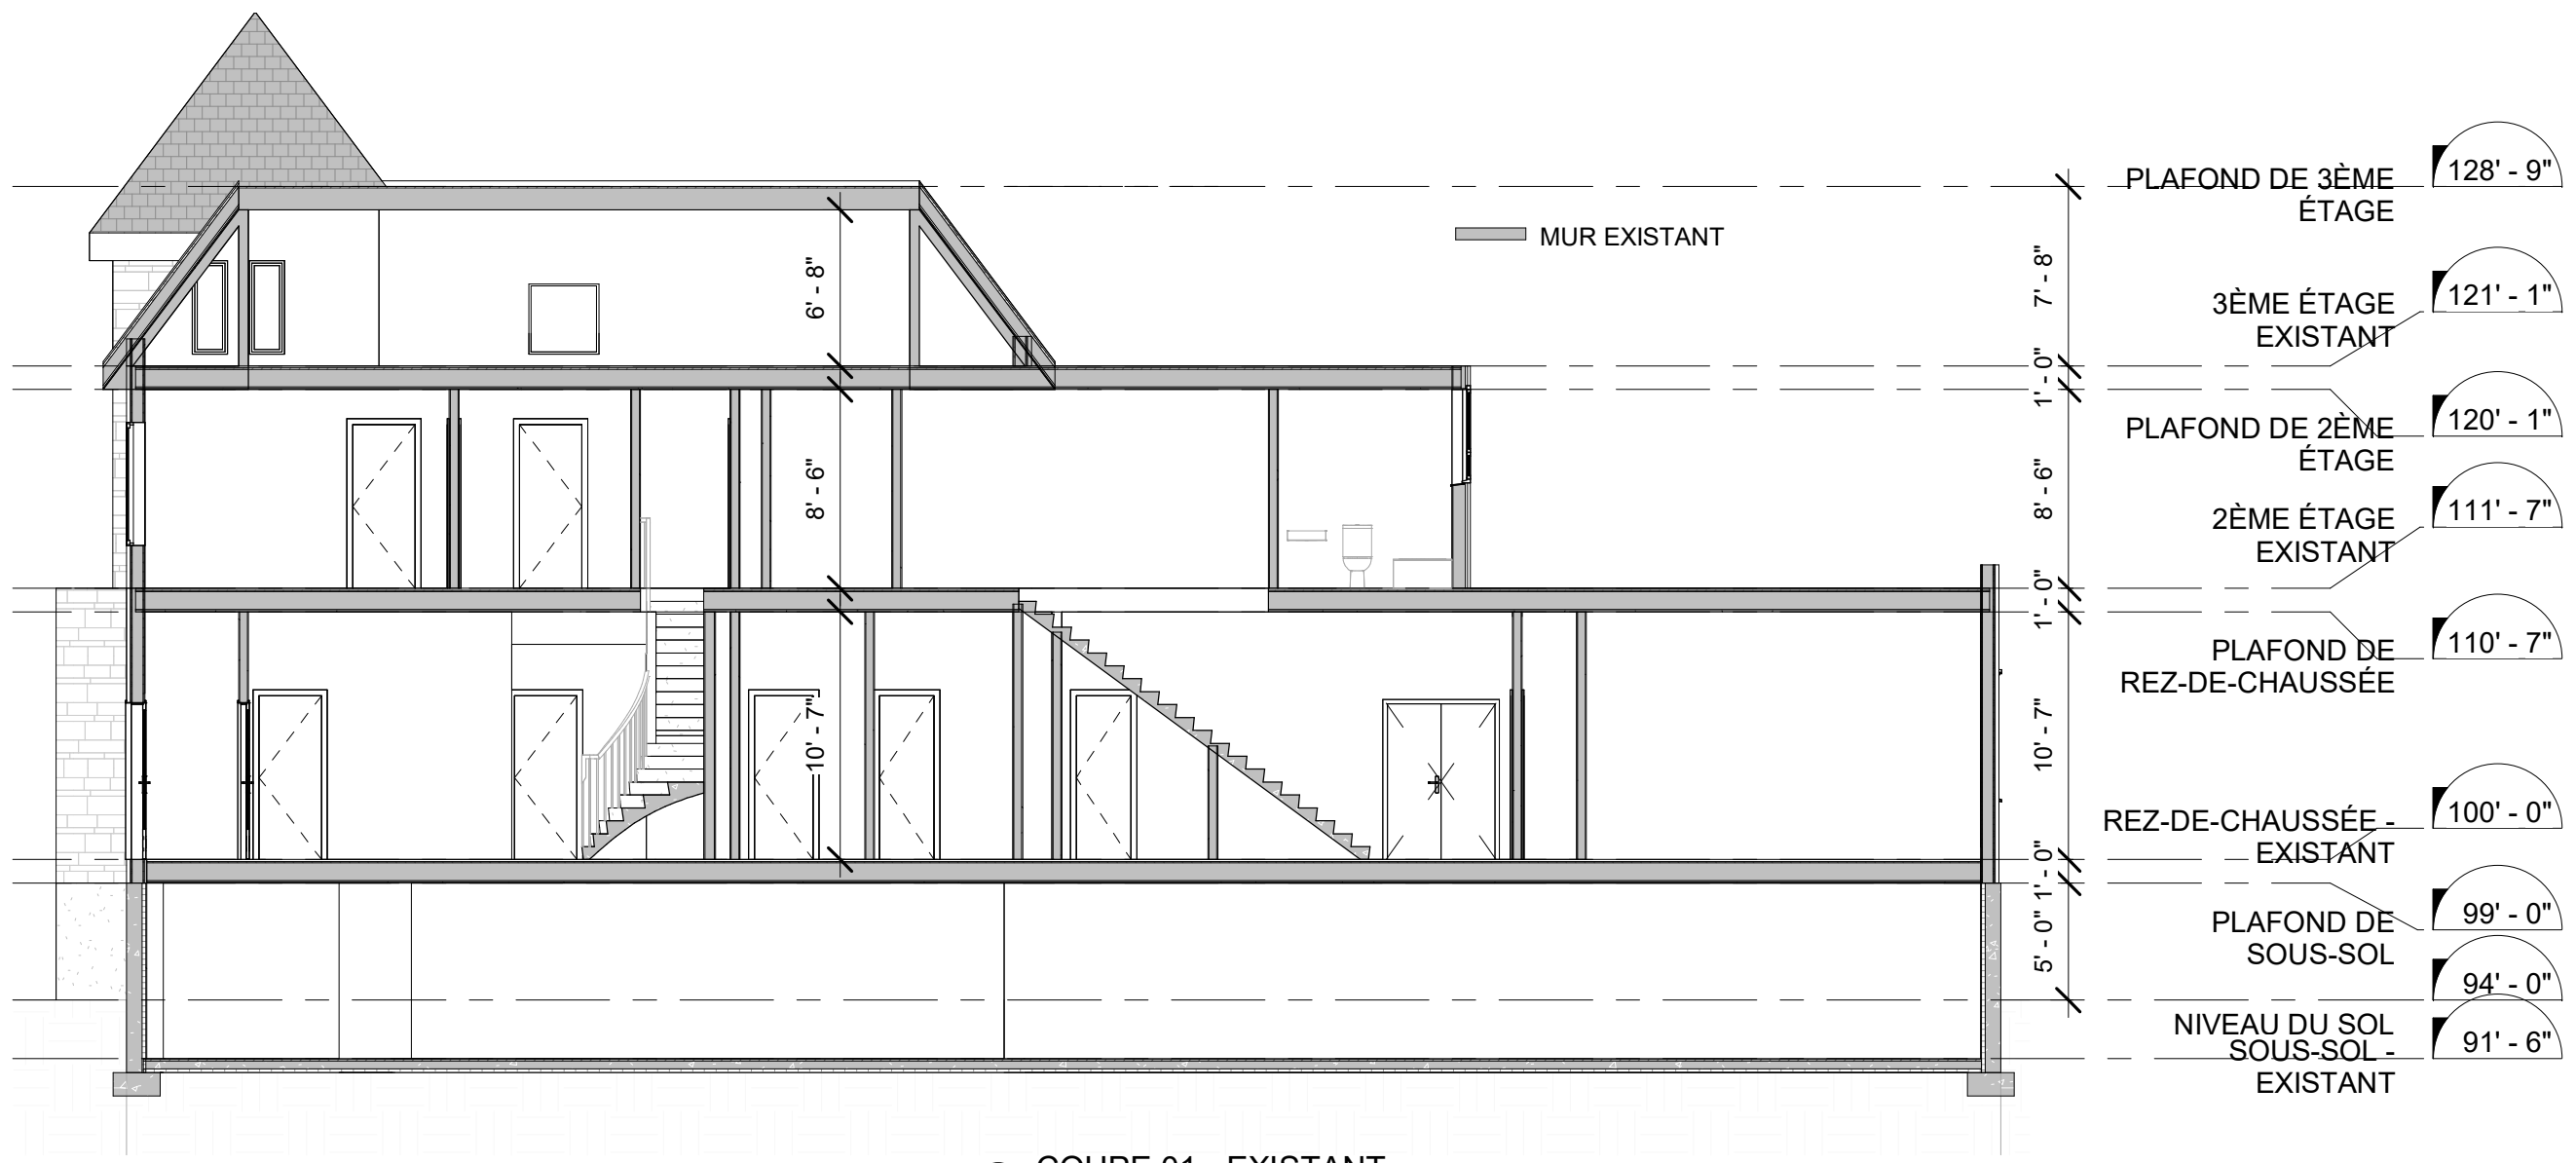 PLAFOND DE 3ÈME
ÉTAGE
128' - 9"
MUR EXISTANT
6' - 8"
7' - 8"
3ÈME ÉTAGE
EXISTANT
121' - 1"
1' - 0"
PLAFOND DE 2ÈME
ÉTAGE
120' - 1"
8' - 6"
8' - 6"
2ÈME ÉTAGE
EXISTANT
111' - 7"
1' - 0"
PLAFOND DE
REZ-DE-CHAUSSÉE
110' - 7"
10' - 7"
10' - 7"
REZ-DE-CHAUSSÉE -
EXISTANT
100' - 0"
1' - 0"
PLAFOND DE
SOUS-SOL
99' - 0"
5' - 0"
94' - 0"
NIVEAU DU SOL
SOUS-SOL -
EXISTANT
91' - 6"
COUPE 01 - EXISTANT